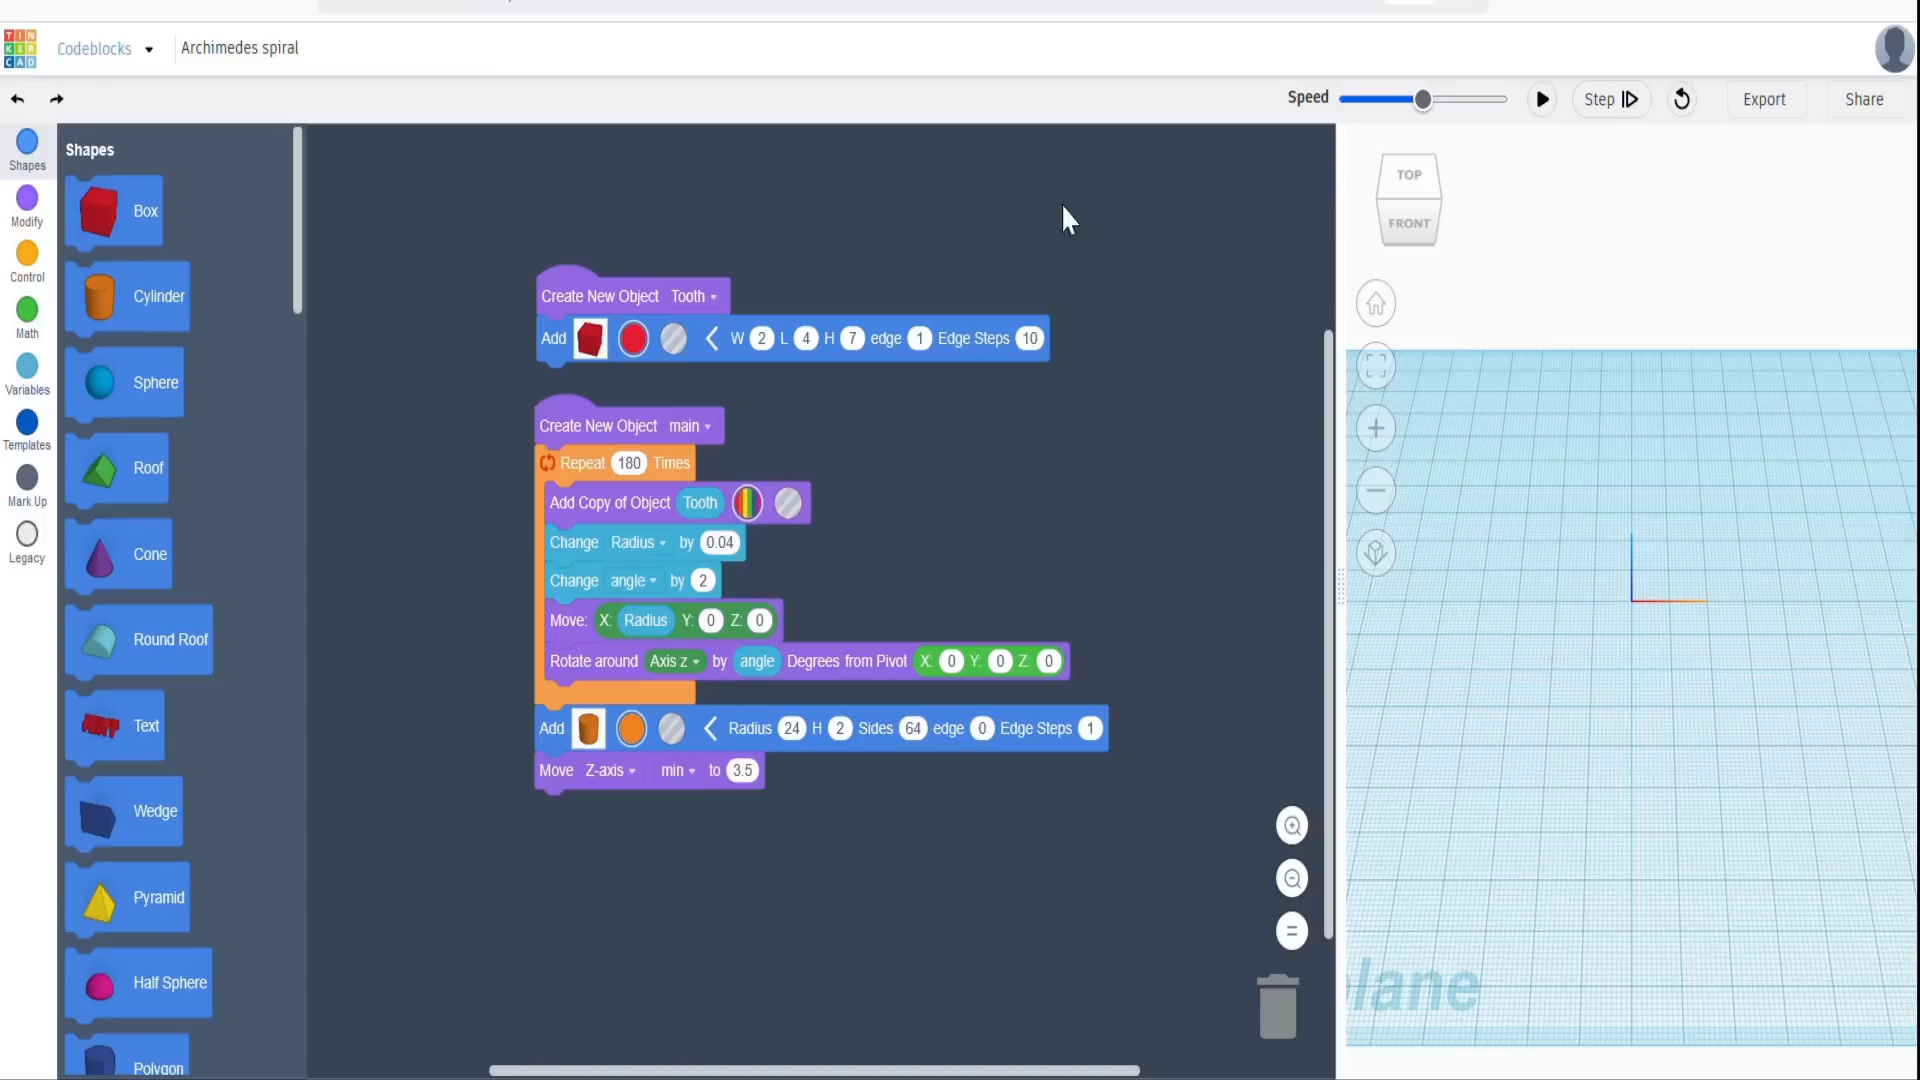 TIN
KER
CAD
Codeblocks
Archimedes spiral
Speed
Step
Export
Share
Shapes
Modify
Control
Math
Variables
Templates
Mark Up
Legacy
Shapes
Box
Cylinder
Sphere
Roof
Cone
Round Roof
Text
Wedge
Pyramid
Half Sphere
Polygon
Create New Object Tooth
Add W 2 L 4 H 7 edge 1 Edge Steps 10
Create New Object main
Repeat 180 Times
Add Copy of Object Tooth
Change Radius by 0.04
Change angle by 2
Move: X: Radius Y: 0 Z: 0
Rotate around Axis z by angle Degrees from Pivot X: 0 Y: 0 Z: 0
Add Radius 24 H 2 Sides 64 edge 0 Edge Steps 1
Move Z-axis min to 3.5
TOP
FRONT
lane